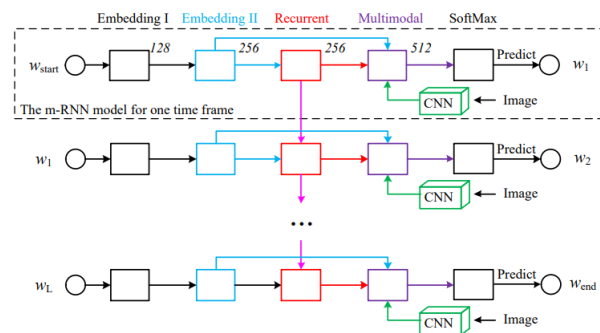 Embedding I Embedding II Recurrent Multimodal SoftMax
128 256 256 512
w_start Predict w_1
CNN Image
The m-RNN model for one time frame
w_1 Predict w_2
CNN Image
...
w_L Predict w_end
CNN Image